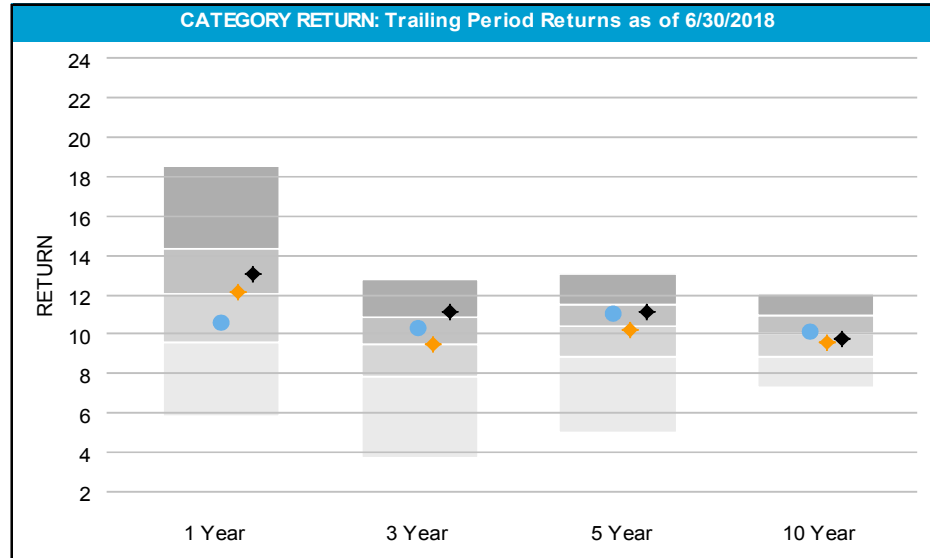 CATEGORY RETURN: Trailing Period Returns as of 6/30/2018
24
22
20
18
16
14
12
10
8
6
4
2
RETURN
1 Year
3 Year
5 Year
10 Year